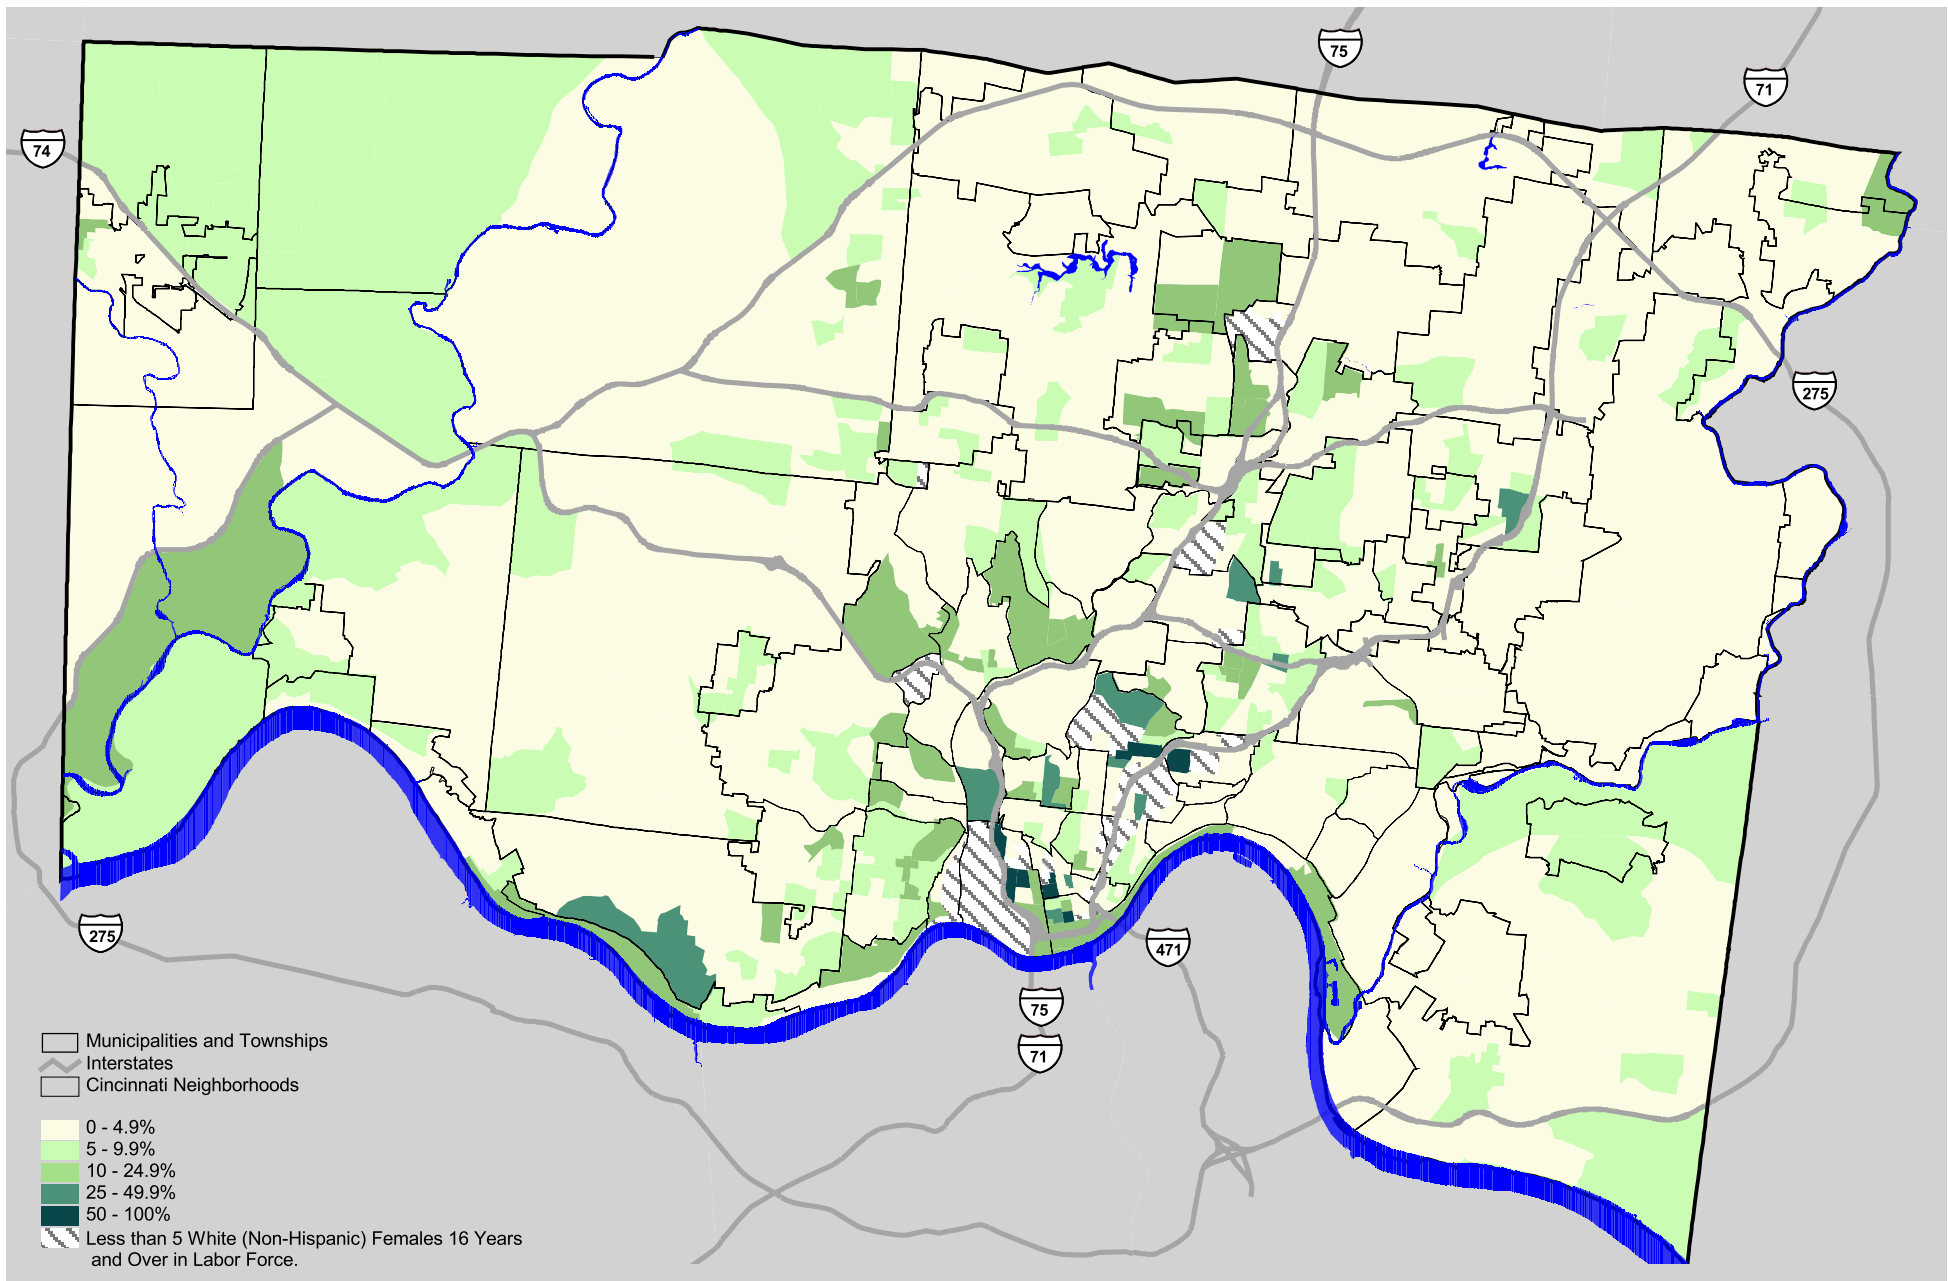 75
71
74
275
275
471
75
71
Municipalities and Townships
Interstates
Cincinnati Neighborhoods
0 - 4.9%
5 - 9.9%
10 - 24.9%
25 - 49.9%
50 - 100%
Less than 5 White (Non-Hispanic) Females 16 Years
and Over in Labor Force.